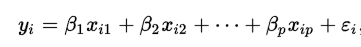 yᵢ = β₁xᵢ₁ + β₂xᵢ₂ + ⋯ + βₚxᵢₚ + εᵢ,